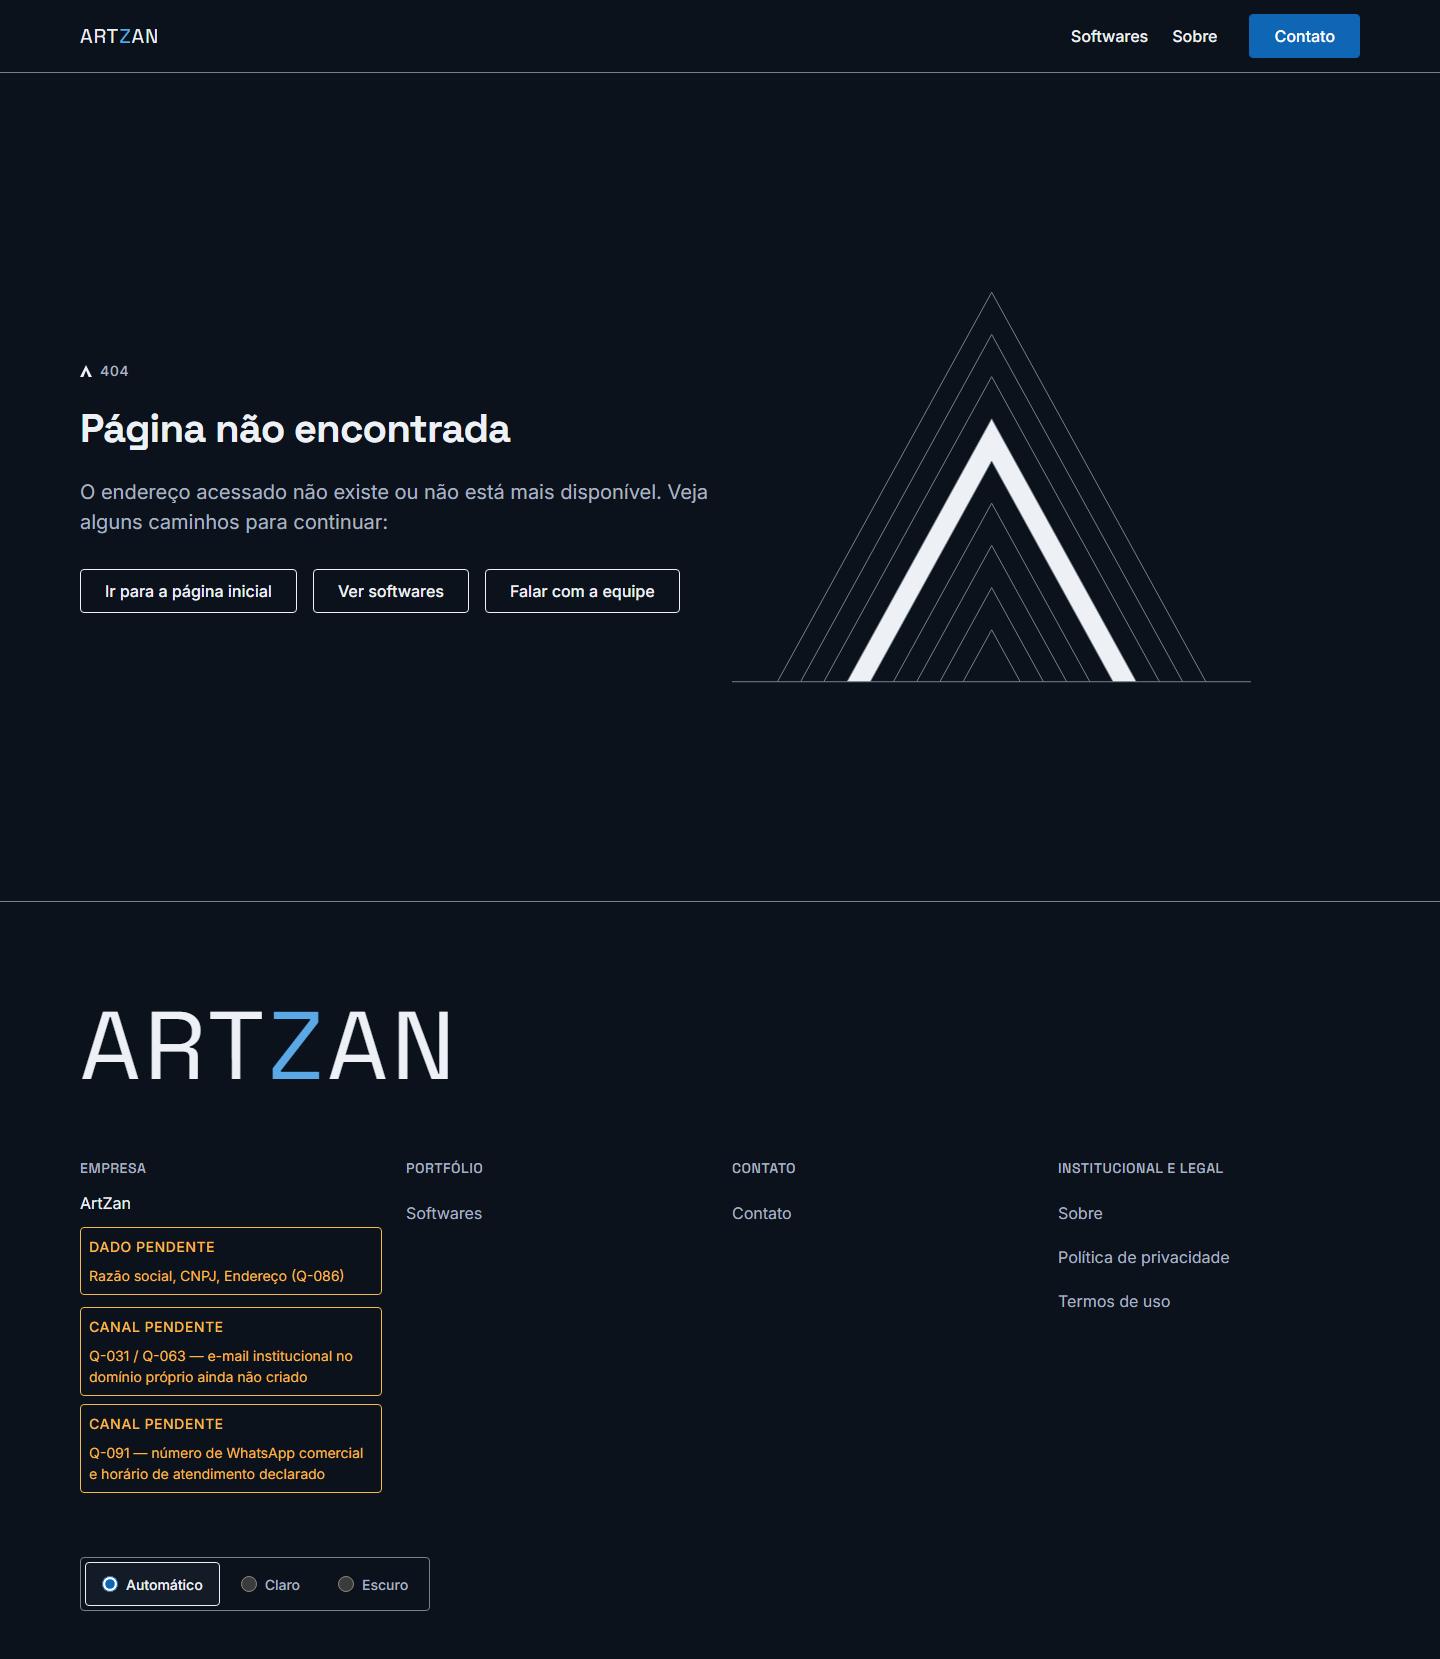 ARTZAN
Softwares
Sobre
Contato
404
Página não encontrada
O endereço acessado não existe ou não está mais disponível. Veja
alguns caminhos para continuar:
Ir para a página inicial
Ver softwares
Falar com a equipe
ARTZAN
EMPRESA
ArtZan
DADO PENDENTE
Razão social, CNPJ, Endereço (Q-086)
CANAL PENDENTE
Q-031 / Q-063 — e-mail institucional no
domínio próprio ainda não criado
CANAL PENDENTE
Q-091 — número de WhatsApp comercial
e horário de atendimento declarado
PORTFÓLIO
Softwares
CONTATO
Contato
INSTITUCIONAL E LEGAL
Sobre
Política de privacidade
Termos de uso
Automático
Claro
Escuro